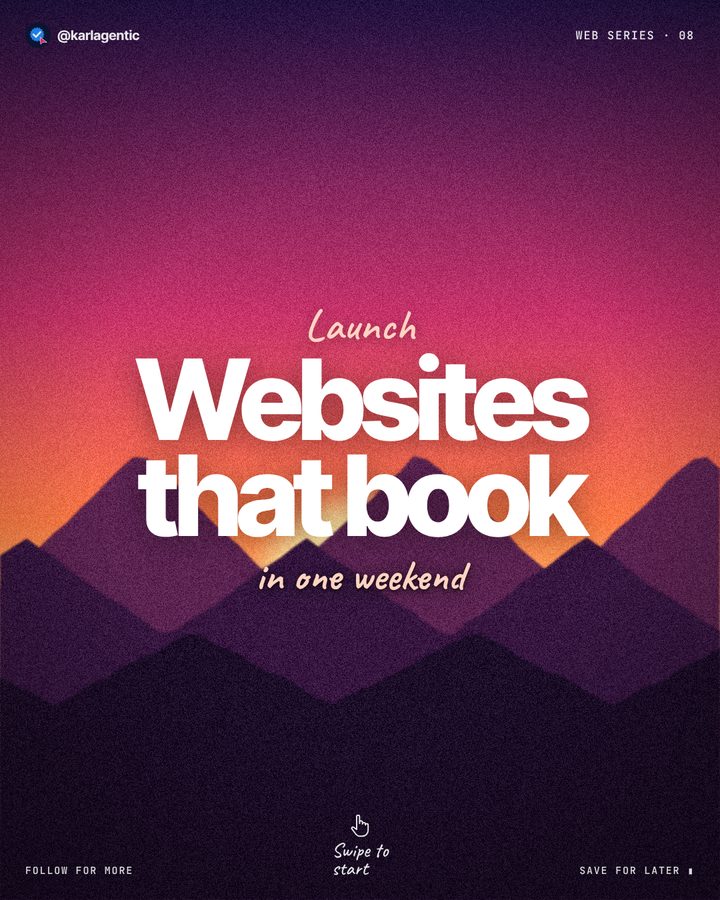 @karlagentic
WEB SERIES · 08
Launch
Websites
that book
in one weekend
Swipe to
start
FOLLOW FOR MORE
SAVE FOR LATER